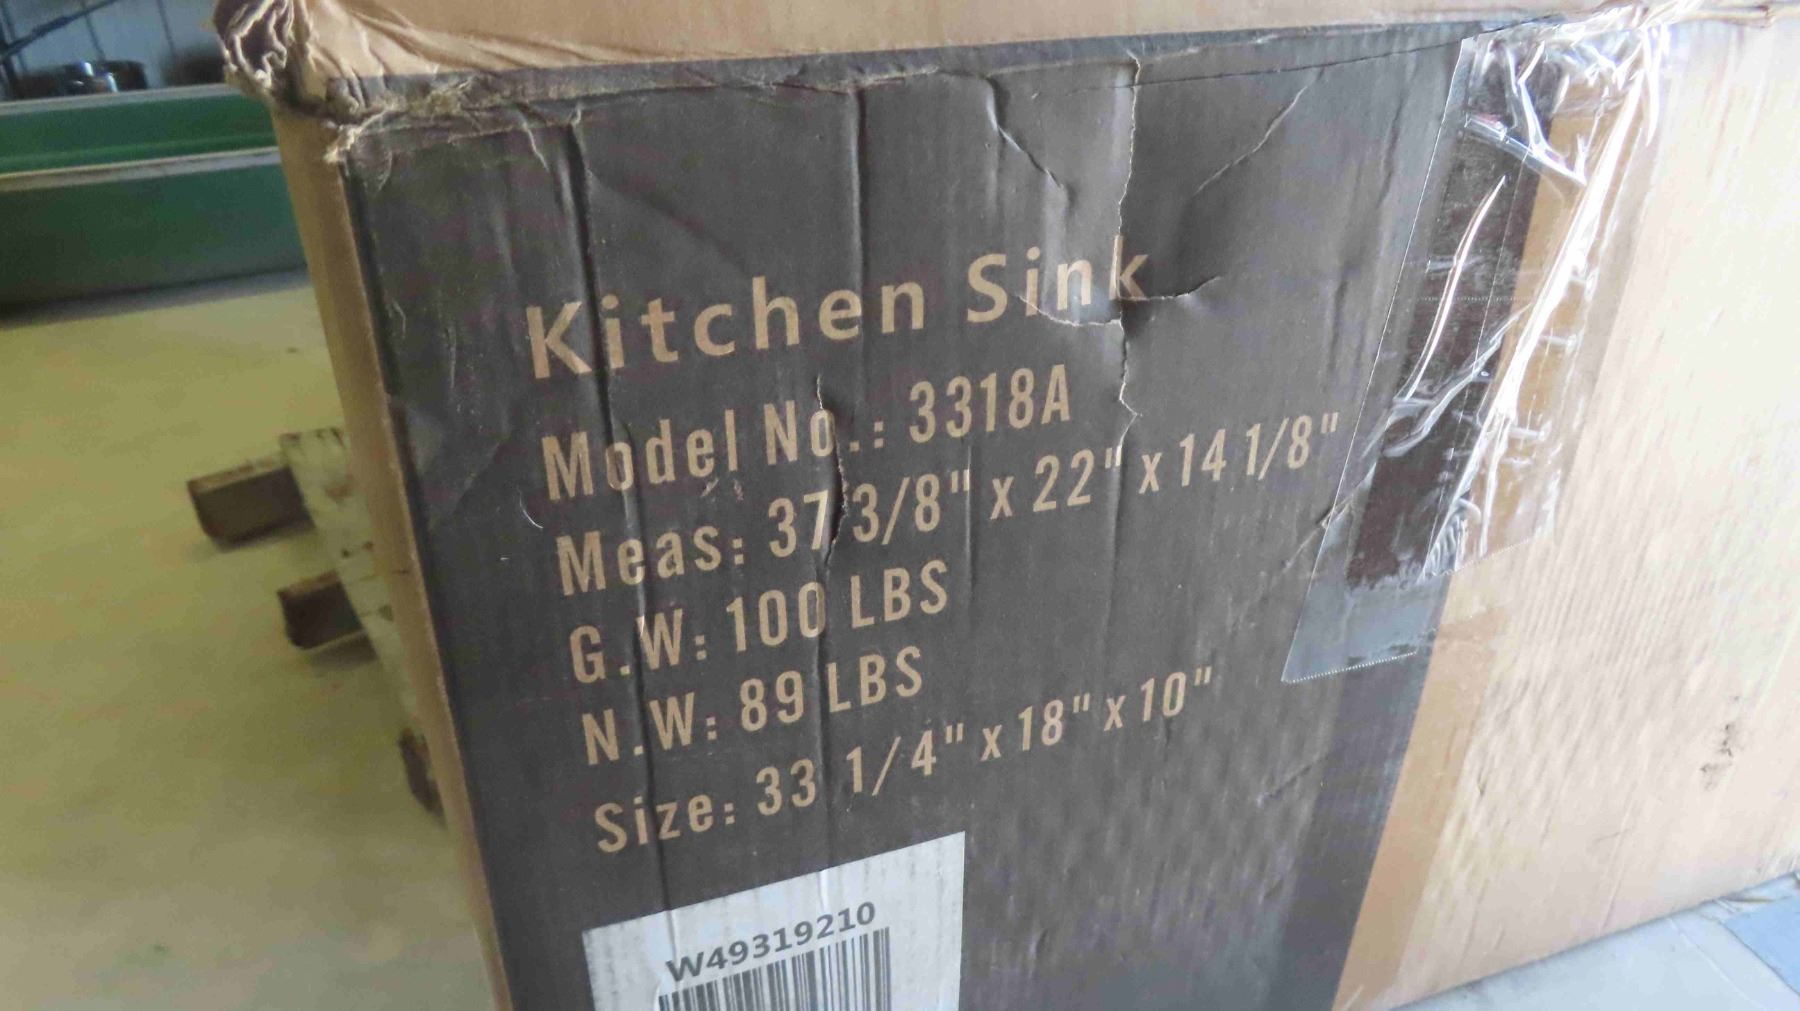 Kitchen Sink
Model No.: 3318A
Meas: 37 3/8" x 22" x 14 1/8"
G.W: 100 LBS
N.W: 89 LBS
Size: 33 1/4" x 18" x 10"
W49319210